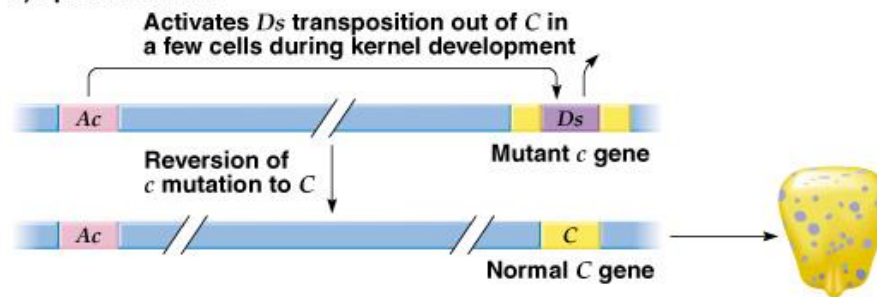 Activates Ds transposition out of C in
a few cells during kernel development
Ac
Ds
Reversion of
c mutation to C
Mutant c gene
Ac
C
Normal C gene